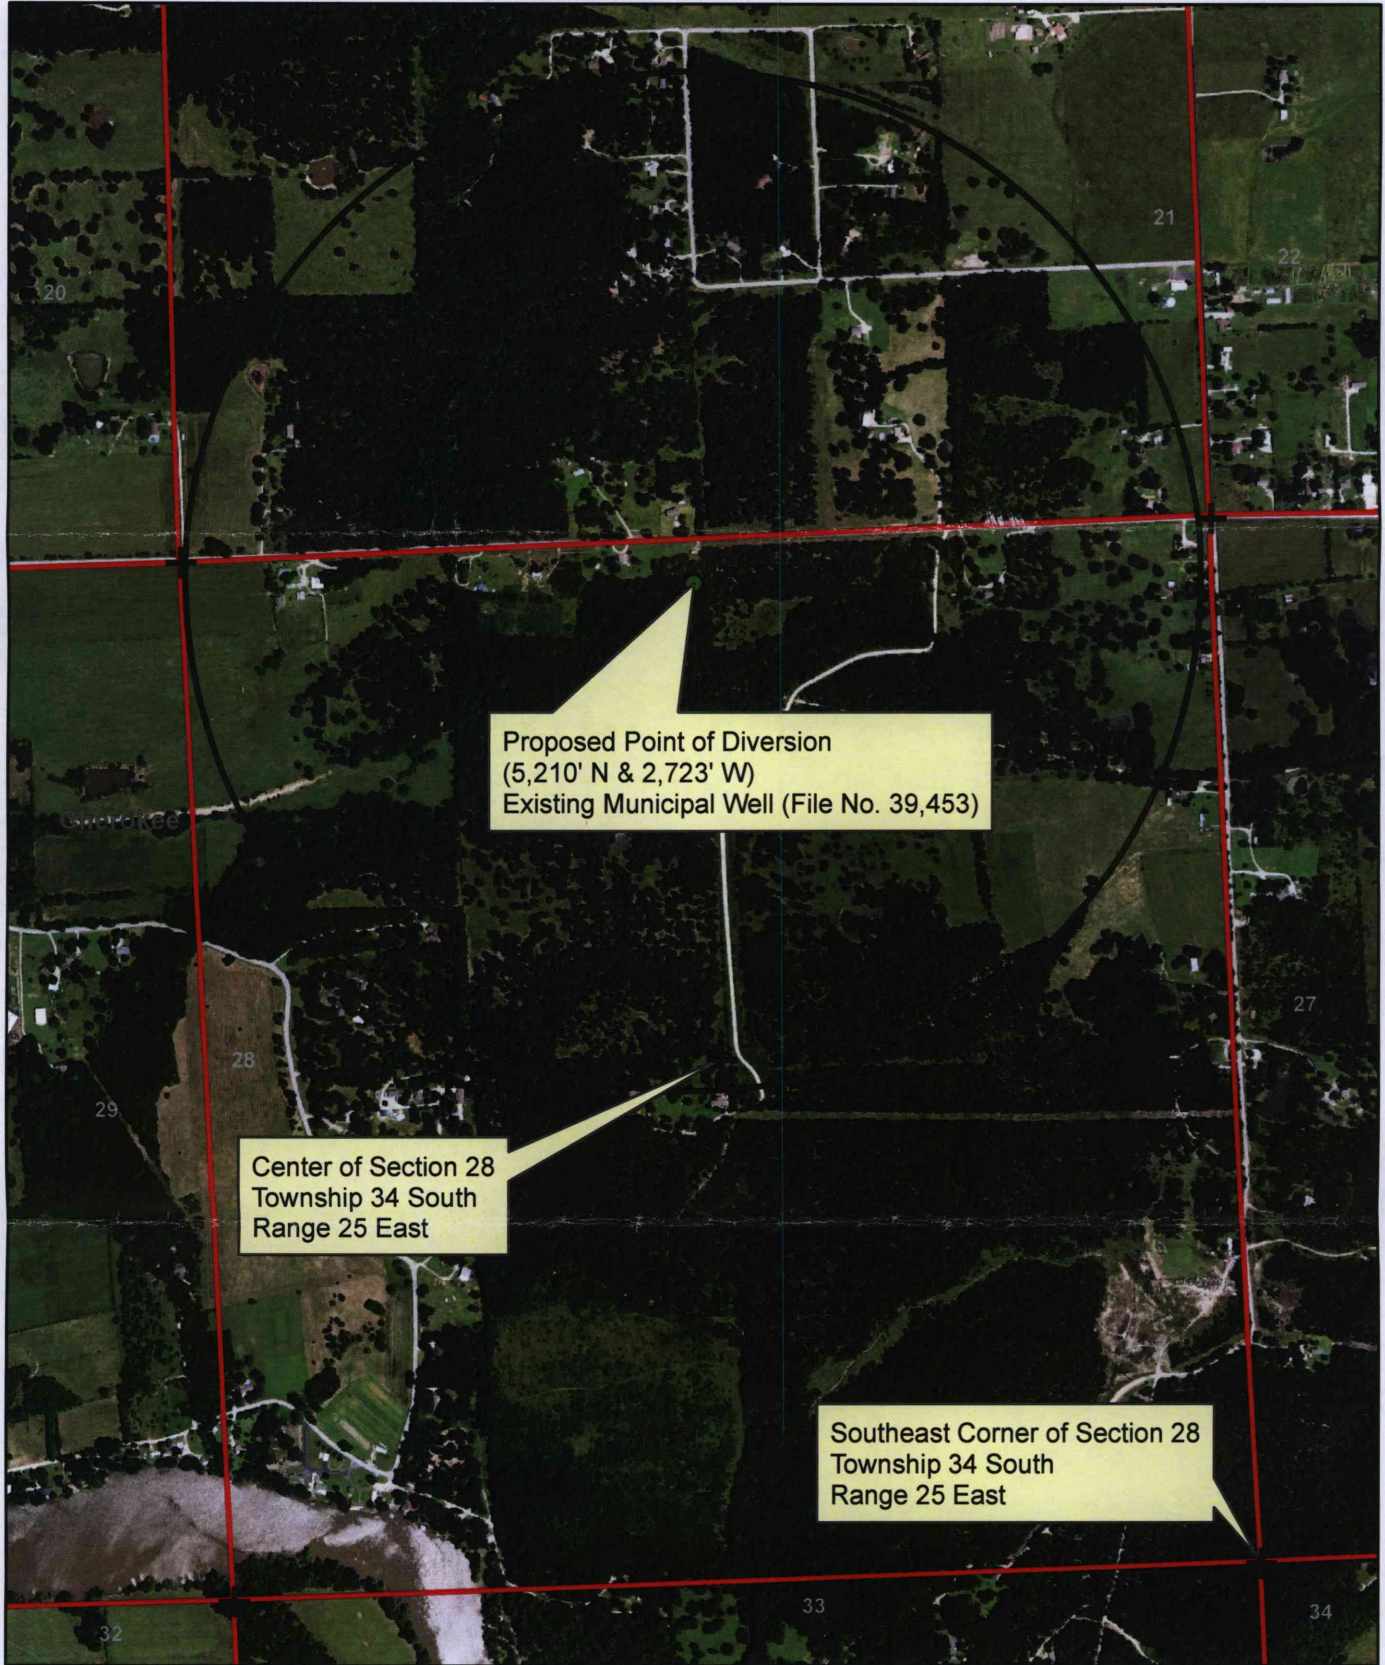 21
22
20
Proposed Point of Diversion
(5,210' N & 2,723' W)
Existing Municipal Well (File No. 39,453)
Cherokee
27
28
29
Center of Section 28
Township 34 South
Range 25 East
Southeast Corner of Section 28
Township 34 South
Range 25 East
33
34
32